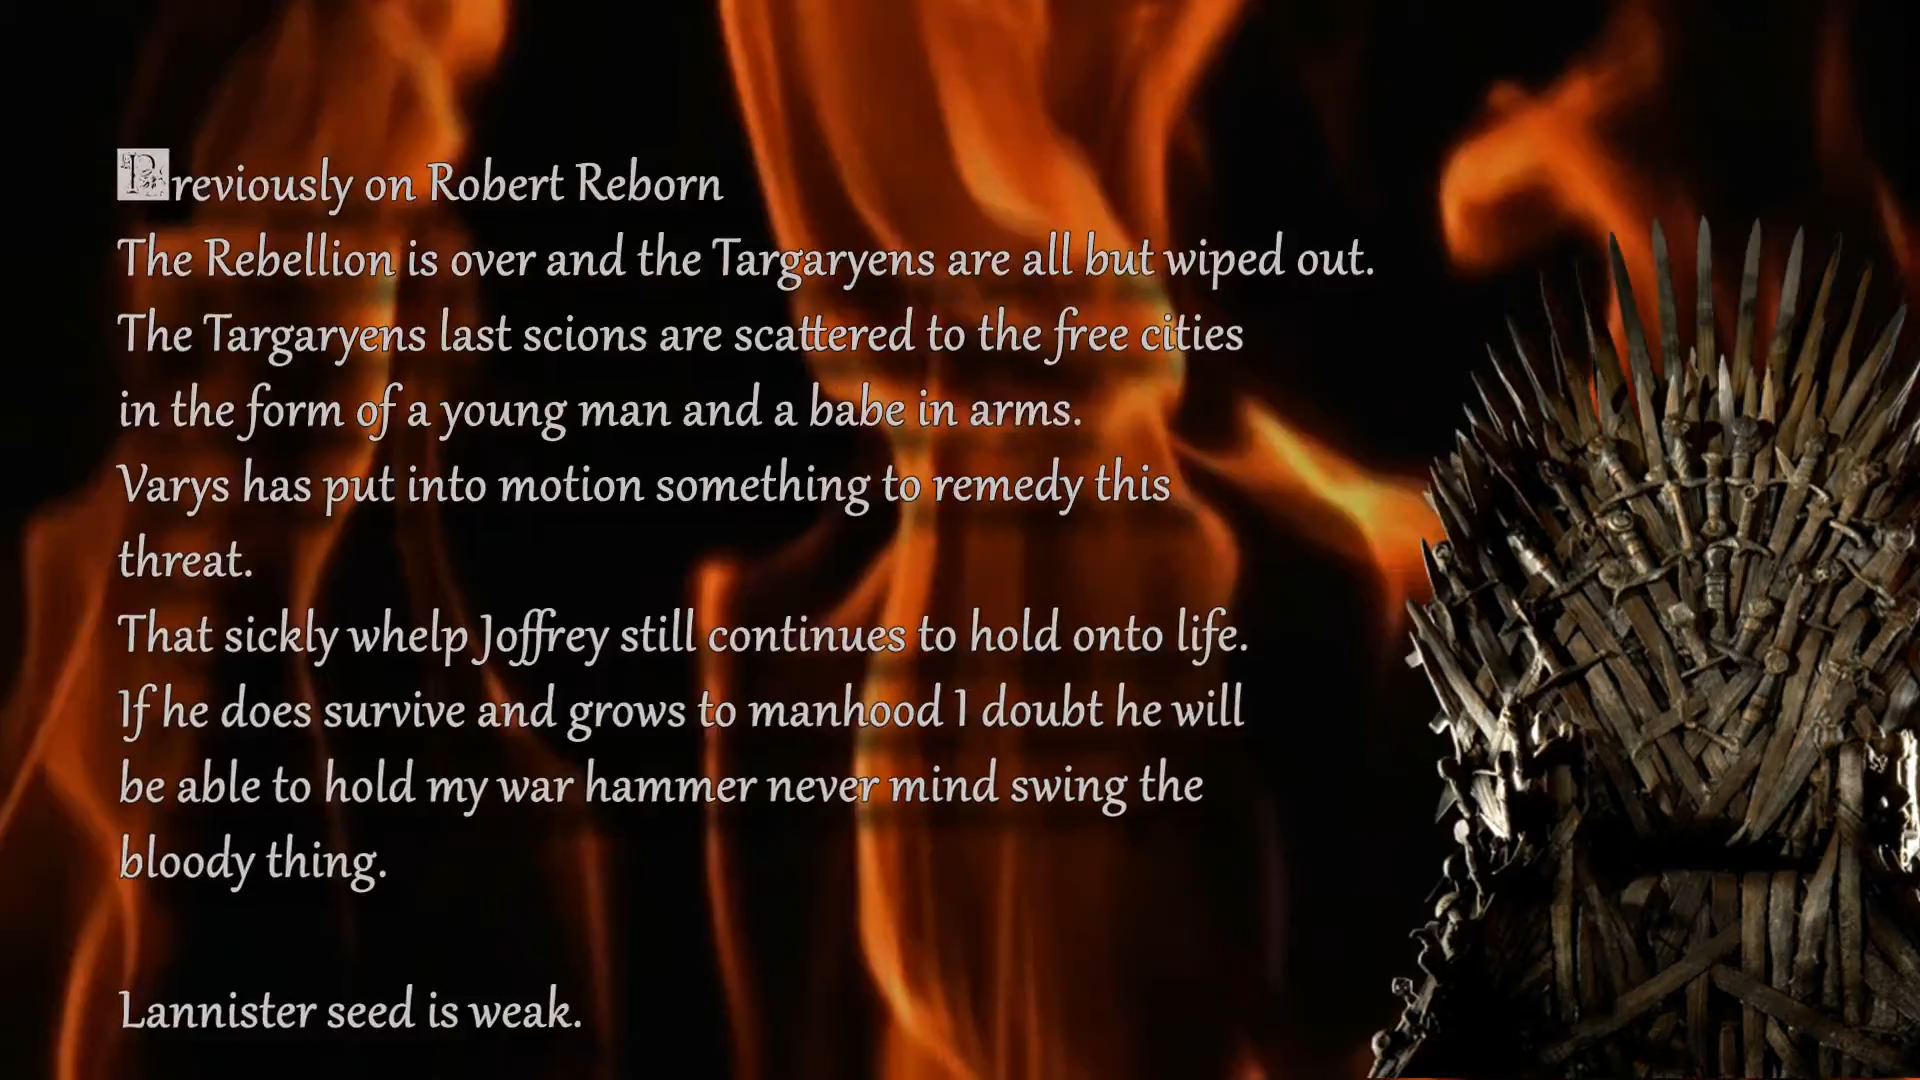 Previously on Robert Reborn
The Rebellion is over and the Targaryens are all but wiped out.
The Targaryens last scions are scattered to the free cities
in the form of a young man and a babe in arms.
Varys has put into motion something to remedy this
threat.
That sickly whelp Joffrey still continues to hold onto life.
If he does survive and grows to manhood I doubt he will
be able to hold my war hammer never mind swing the
bloody thing.
Lannister seed is weak.